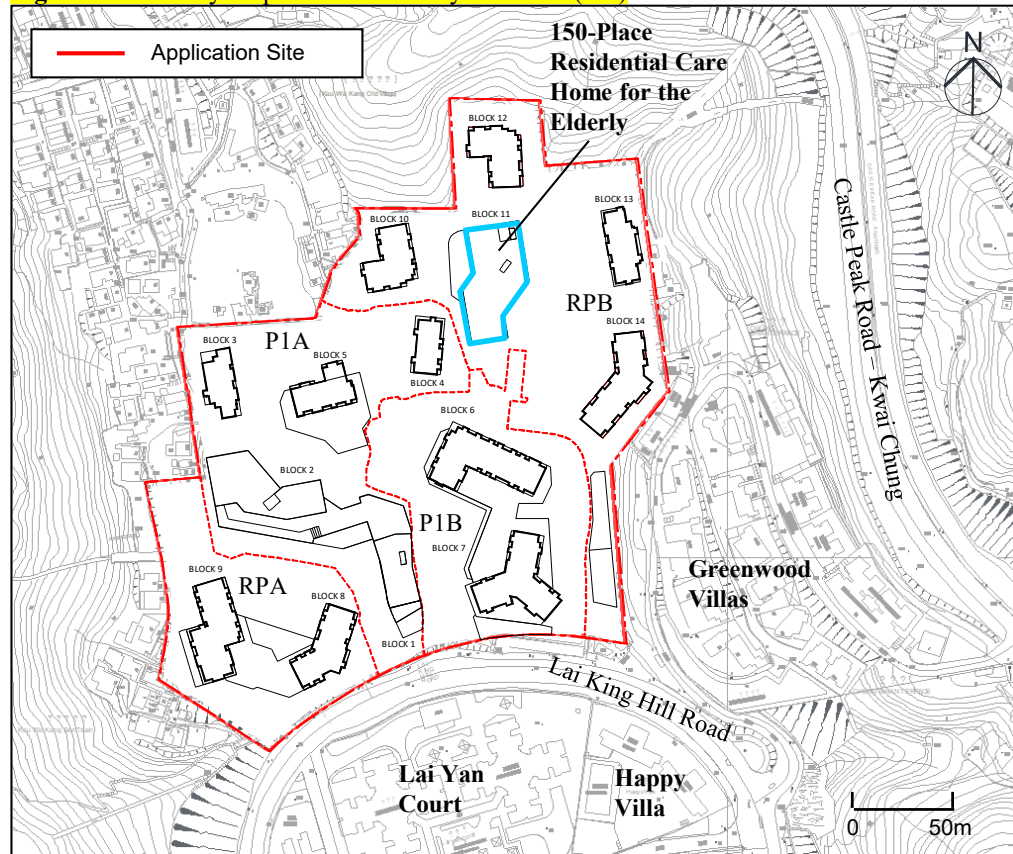 Application Site
150-Place
Residential Care
Home for the
Elderly
N
BLOCK 12
BLOCK 13
BLOCK 11
BLOCK 10
RPB
BLOCK 14
P1A
BLOCK 3
BLOCK 5
BLOCK 4
BLOCK 6
BLOCK 2
P1B
BLOCK 7
BLOCK 9
RPA
BLOCK 8
BLOCK 1
Castle Peak Road – Kwai Chung
Greenwood
Villas
Lai King Hill Road
Lai Yan
Court
Happy
Villa
0 50m